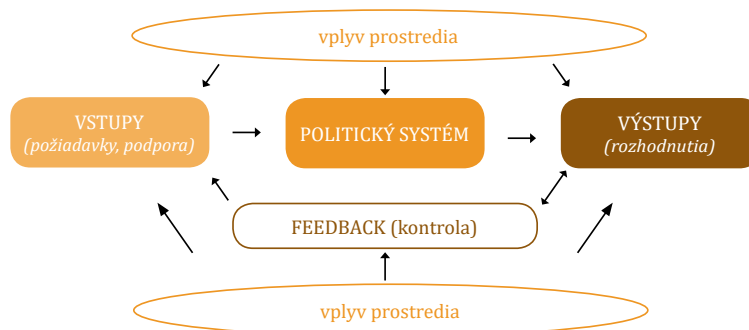 vplyv prostredia
VSTUPY
(požiadavky, podpora)
POLITICKÝ SYSTÉM
VÝSTUPY
(rozhodnutia)
FEEDBACK (kontrola)
vplyv prostredia